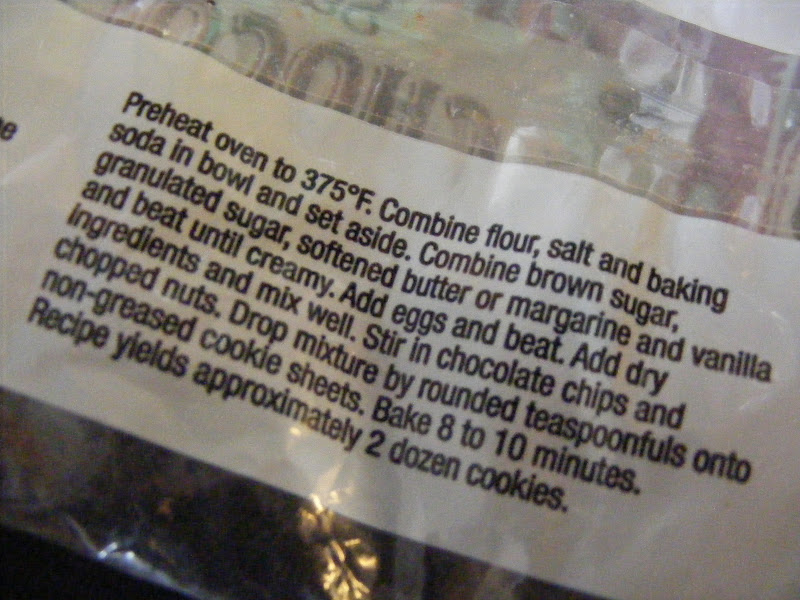 Preheat oven to 375°F. Combine flour, salt and baking
soda in bowl and set aside. Combine brown sugar,
granulated sugar, softened butter or margarine and vanilla
and beat until creamy. Add eggs and beat. Add dry
ingredients and mix well. Stir in chocolate chips and
chopped nuts. Drop mixture by rounded teaspoonfuls onto
non-greased cookie sheets. Bake 8 to 10 minutes.
Recipe yields approximately 2 dozen cookies.